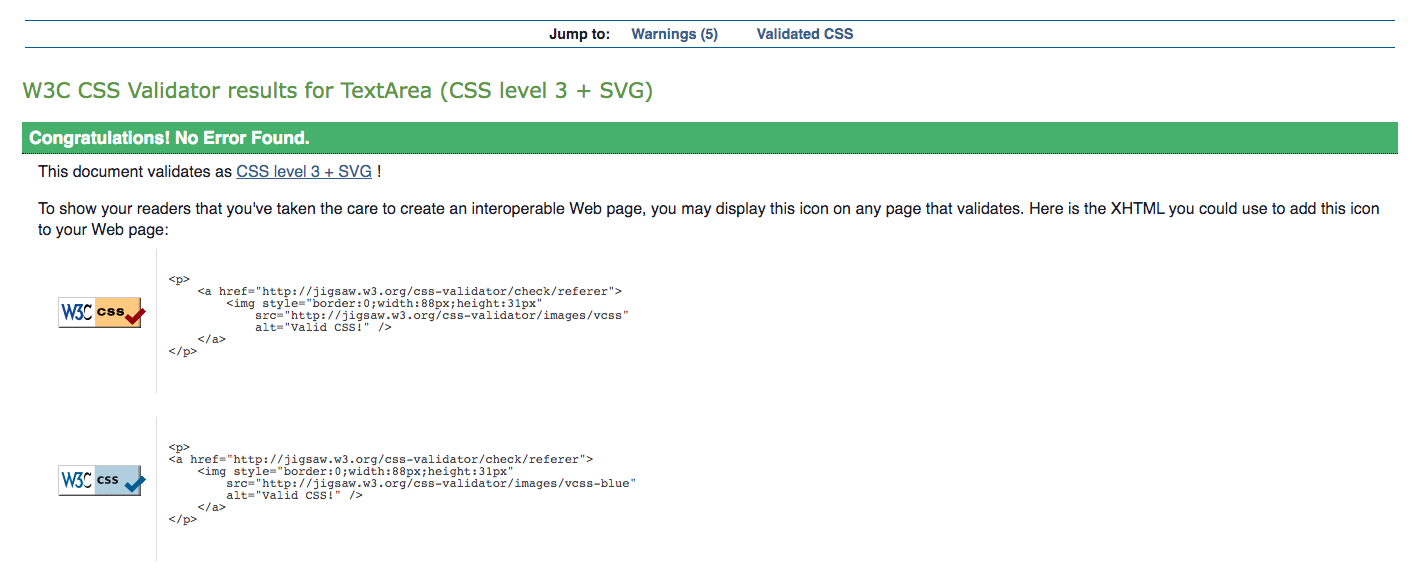 Jump to: Warnings (5) Validated CSS
W3C CSS Validator results for TextArea (CSS level 3 + SVG)
Congratulations! No Error Found.
This document validates as CSS level 3 + SVG !
To show your readers that you've taken the care to create an interoperable Web page, you may display this icon on any page that validates. Here is the XHTML you could use to add this icon
to your Web page:
W3C css
<p>
    <a href="http://jigsaw.w3.org/css-validator/check/referer">
        <img style="border:0;width:88px;height:31px"
            src="http://jigsaw.w3.org/css-validator/images/vcss"
            alt="Valid CSS!" />
    </a>
</p>
W3C css
<p>
<a href="http://jigsaw.w3.org/css-validator/check/referer">
    <img style="border:0;width:88px;height:31px"
        src="http://jigsaw.w3.org/css-validator/images/vcss-blue"
        alt="Valid CSS!" />
    </a>
</p>